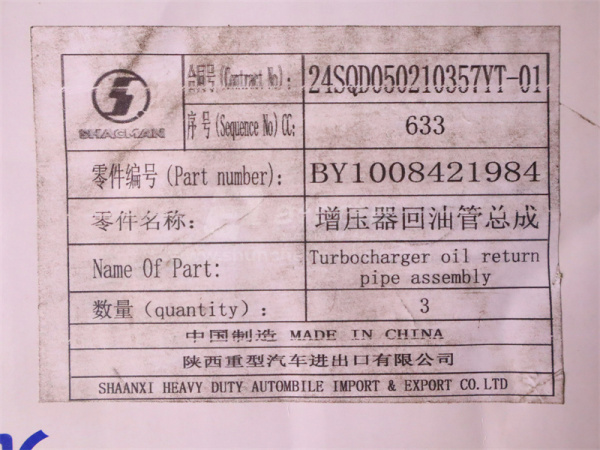 SHACMAN
合同号(Contract No): 24SQD050210357YT-01
序号(Sequence No)CC: 633
零件编号(Part number): BY1008421984
零件名称: 增压器回油管总成
Name Of Part: Turbocharger oil return
pipe assembly
数量(quantity): 3
中国制造 MADE IN CHINA
陕西重型汽车进出口有限公司
SHAANXI HEAVY DUTY AUTOMBILE IMPORT & EXPORT CO.LTD